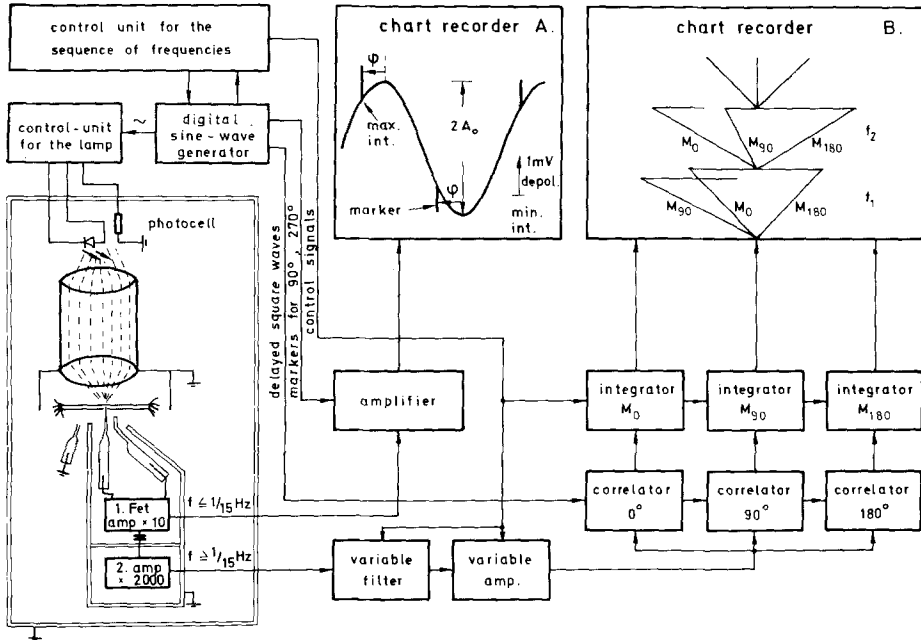 control unit for the
sequence of frequencies
control-unit
for the lamp
~
digital
sine-wave
generator
photocell
delayed square waves
markers for 90°, 270°
control signals
chart recorder A.
φ
max.
int.
2A₀
1mV
depol.
φ
marker
min.
int.
chart recorder B.
M₀
M₉₀
M₁₈₀
f₂
M₉₀
M₀
M₁₈₀
f₁
amplifier
integrator
M₀
integrator
M₉₀
integrator
M₁₈₀
correlator
0°
correlator
90°
correlator
180°
1. Fet
amp × 10
f ≦ 1/15 Hz
2. amp
× 2000
f ≧ 1/15 Hz
variable
filter
variable
amp.